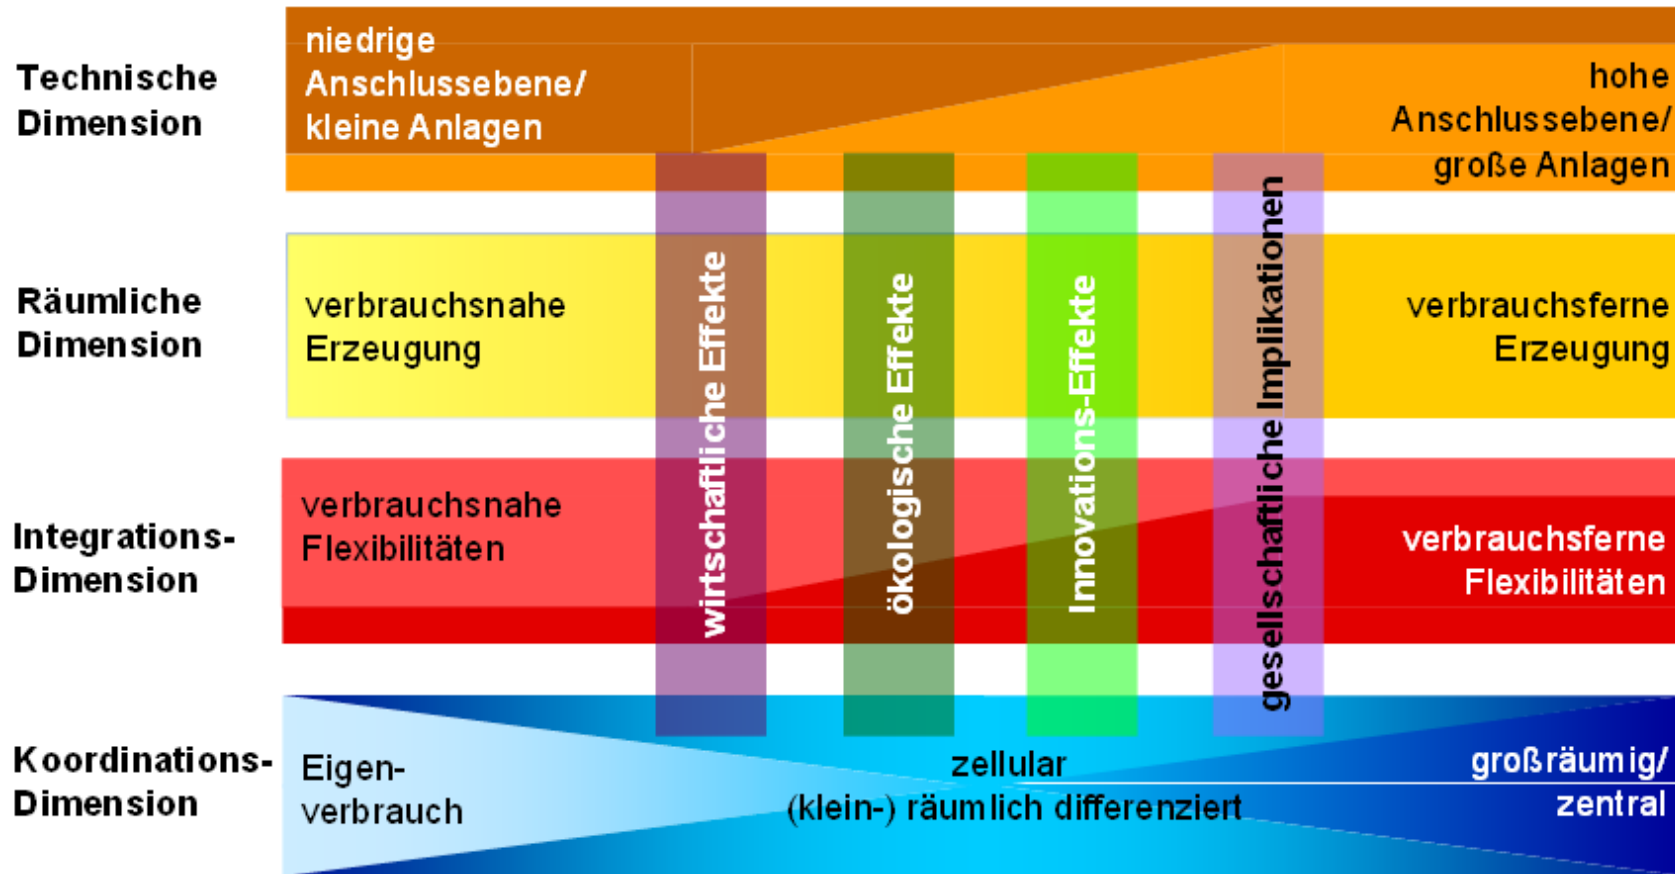 Technische
Dimension
niedrige
Anschlussebene/
kleine Anlagen
hohe
Anschlussebene/
große Anlagen
Räumliche
Dimension
verbrauchsnahe
Erzeugung
verbrauchsferne
Erzeugung
Integrations-
Dimension
verbrauchsnahe
Flexibilitäten
verbrauchsferne
Flexibilitäten
Koordinations-
Dimension
Eigen-
verbrauch
zellular
(klein-) räumlich differenziert
großräumig/
zentral
wirtschaftliche Effekte
ökologische Effekte
Innovations-Effekte
gesellschaftliche Implikationen